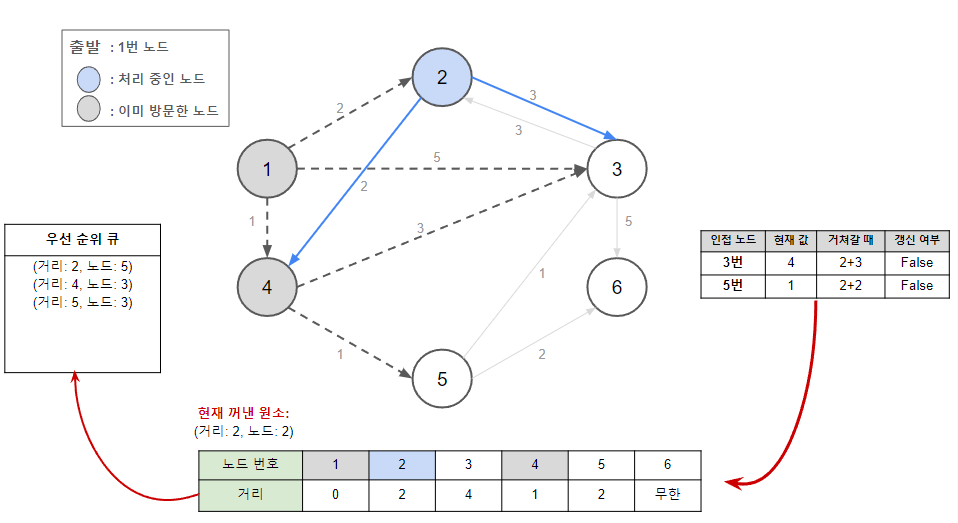 출발 : 1번 노드
: 처리 중인 노드
: 이미 방문한 노드
2
2
3
3
1
5
3
1
2
3
5
4
6
1
1
2
5
우선 순위 큐
(거리: 2, 노드: 5)
(거리: 4, 노드: 3)
(거리: 5, 노드: 3)
인접 노드 현재 값 거쳐갈 때 갱신 여부
3번 4 2+3 False
5번 1 2+2 False
현재 꺼낸 원소:
(거리: 2, 노드: 2)
노드 번호 1 2 3 4 5 6
거리 0 2 4 1 2 무한